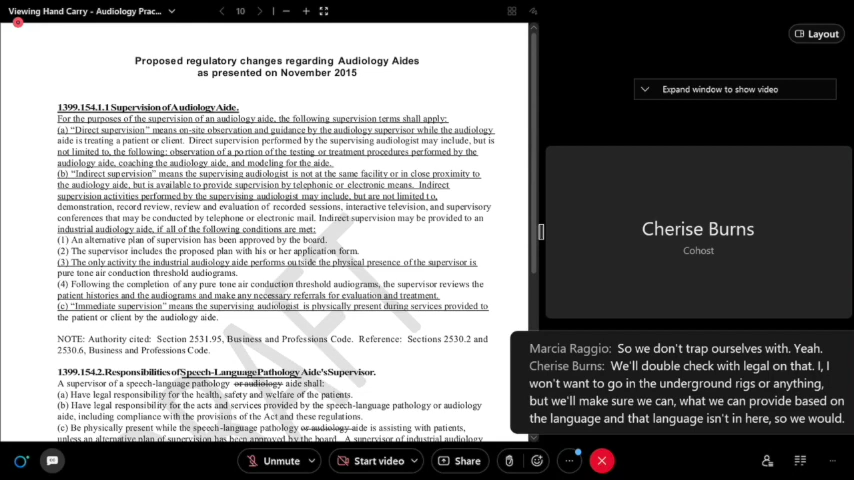 Viewing Hand Carry - Audiology Prac...
10
Layout
Expand window to show video
Proposed regulatory changes regarding Audiology Aides
as presented on November 2015
1399.154.1.1 Supervision of Audiology Aide.
For the purposes of the supervision of an audiology aide, the following supervision terms shall apply:
(a) "Direct supervision" means on-site observation and guidance by the audiology supervisor while the audiology
aide is treating a patient or client. Direct supervision performed by the supervising audiologist may include, but is
not limited to, the following: observation of a portion of the testing or treatment procedures performed by the
audiology aide, coaching the audiology aide, and modeling for the aide.
(b) "Indirect supervision" means the supervising audiologist is not at the same facility or in close proximity to
the audiology aide, but is available to provide supervision by telephonic or electronic means. Indirect
supervision activities performed by the supervising audiologist may include, but are not limited to,
demonstration, record review, review and evaluation of recorded sessions, interactive television, and supervisory
conferences that may be conducted by telephone or electronic mail. Indirect supervision may be provided to an
industrial audiology aide, if all of the following conditions are met:
(1) An alternative plan of supervision has been approved by the board.
(2) The supervisor includes the proposed plan with his or her application form.
(3) The only activity the industrial audiology aide performs outside the physical presence of the supervisor is
pure tone air conduction threshold audiograms.
(4) Following the completion of any pure tone air conduction threshold audiograms, the supervisor reviews the
patient histories and the audiograms and make any necessary referrals for evaluation and treatment.
(c) "Immediate supervision" means the supervising audiologist is physically present during services provided to
the patient or client by the audiology aide.
NOTE: Authority cited: Section 2531.95, Business and Professions Code. Reference: Sections 2530.2 and
2530.6, Business and Professions Code.
1399.154.2. Responsibilities of Speech-Language Pathology Aide's Supervisor.
A supervisor of a speech-language pathology or audiology aide shall:
(a) Have legal responsibility for the health, safety and welfare of the patients.
(b) Have legal responsibility for the acts and services provided by the speech-language pathology or audiology
aide, including compliance with the provisions of the Act and these regulations.
(c) Be physically present while the speech-language pathology or audiology aide is assisting with patients,
unless an alternative plan of supervision has been approved by the board. A supervisor of industrial audiology
DRAFT
Cherise Burns
Cohost
Marcia Raggio: So we don't trap ourselves with. Yeah.
Cherise Burns: We'll double check with legal on that. I, I
won't want to go in the underground rigs or anything,
but we'll make sure we can, what we can provide based on
the language and that language isn't in here, so we would.
Unmute
Start video
Share